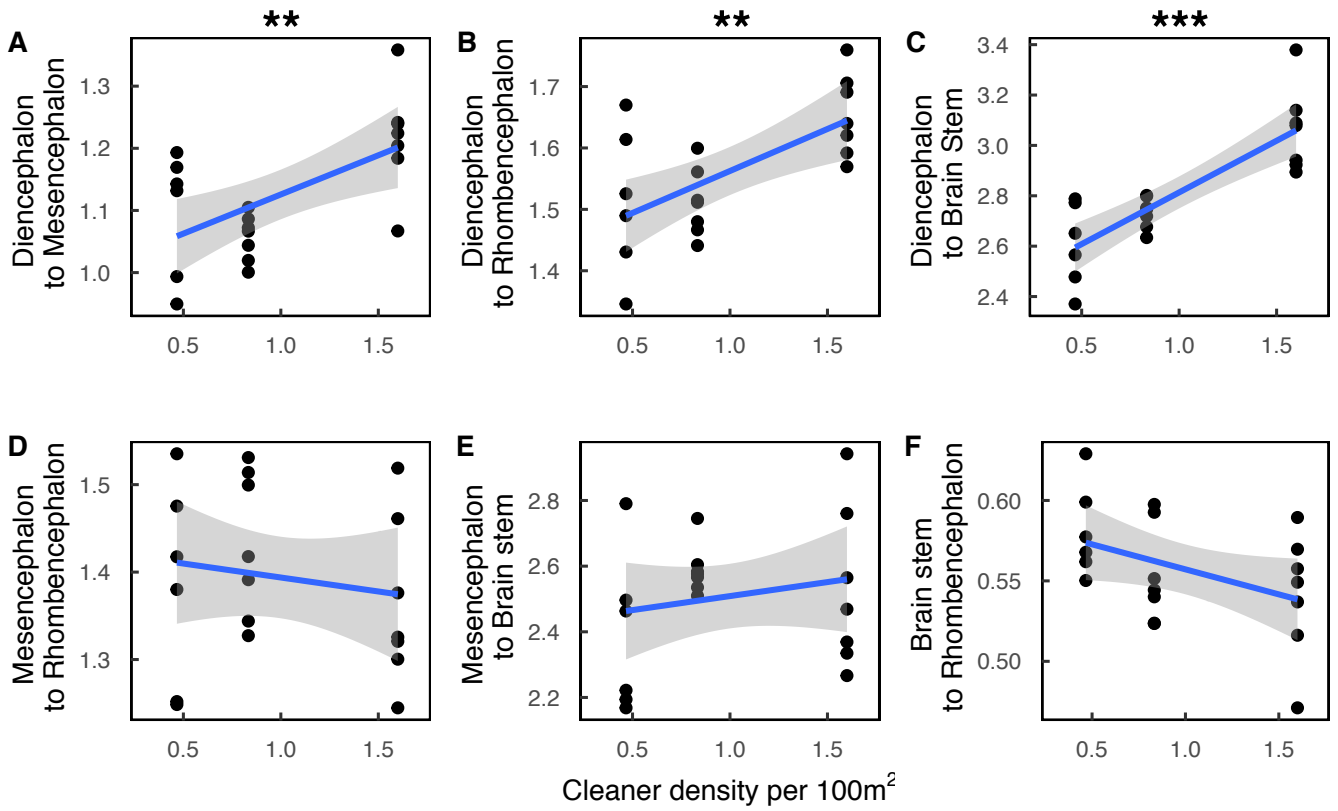 A
**
Diencephalon
to Mesencephalon
1.3
1.2
1.1
1.0
0.5 1.0 1.5
B
**
Diencephalon
to Rhombencephalon
1.7
1.6
1.5
1.4
0.5 1.0 1.5
C
***
Diencephalon
to Brain Stem
3.4
3.2
3.0
2.8
2.6
2.4
0.5 1.0 1.5
D
Mesencephalon
to Rhombencephalon
1.5
1.4
1.3
0.5 1.0 1.5
E
Mesencephalon
to Brain stem
2.8
2.6
2.4
2.2
0.5 1.0 1.5
F
Brain stem
to Rhombencephalon
0.60
0.55
0.50
0.5 1.0 1.5
Cleaner density per 100m²